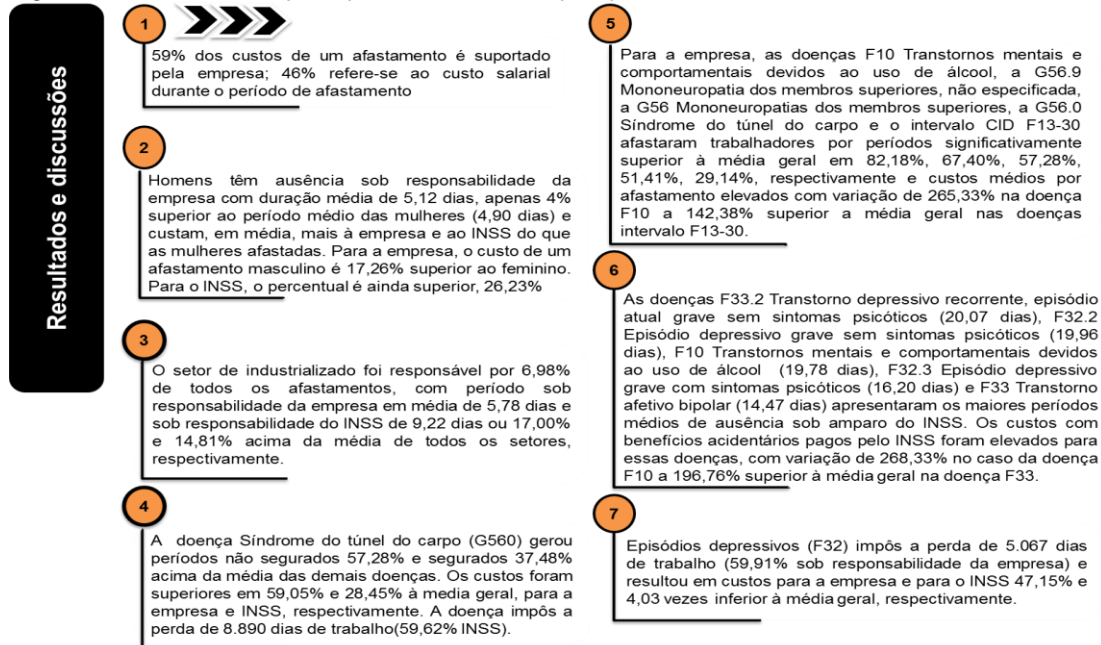 Resultados e discussões
1
59% dos custos de um afastamento é suportado
pela empresa; 46% refere-se ao custo salarial
durante o período de afastamento
2
Homens têm ausência sob responsabilidade da
empresa com duração média de 5,12 dias, apenas 4%
superior ao período médio das mulheres (4,90 dias) e
custam, em média, mais à empresa e ao INSS do que
as mulheres afastadas. Para a empresa, o custo de um
afastamento masculino é 17,26% superior ao feminino.
Para o INSS, o percentual é ainda superior, 26,23%
3
O setor de industrializado foi responsável por 6,98%
de todos os afastamentos, com período sob
responsabilidade da empresa em média de 5,78 dias e
sob responsabilidade do INSS de 9,22 dias ou 17,00%
e 14,81% acima da média de todos os setores,
respectivamente.
4
A doença Síndrome do túnel do carpo (G560) gerou
períodos não segurados 57,28% e segurados 37,48%
acima da média das demais doenças. Os custos foram
superiores em 59,05% e 28,45% à media geral, para a
empresa e INSS, respectivamente. A doença impôs a
perda de 8.890 dias de trabalho(59,62% INSS).
5
Para a empresa, as doenças F10 Transtornos mentais e
comportamentais devidos ao uso de álcool, a G56.9
Mononeuropatia dos membros superiores, não especificada,
a G56 Mononeuropatias dos membros superiores, a G56.0
Síndrome do túnel do carpo e o intervalo CID F13-30
afastaram trabalhadores por períodos significativamente
superior à média geral em 82,18%, 67,40%, 57,28%,
51,41%, 29,14%, respectivamente e custos médios por
afastamento elevados com variação de 265,33% na doença
F10 a 142,38% superior a média geral nas doenças
intervalo F13-30.
6
As doenças F33.2 Transtorno depressivo recorrente, episódio
atual grave sem sintomas psicóticos (20,07 dias), F32.2
Episódio depressivo grave sem sintomas psicóticos (19,96
dias), F10 Transtornos mentais e comportamentais devidos
ao uso de álcool (19,78 dias), F32.3 Episódio depressivo
grave com sintomas psicóticos (16,20 dias) e F33 Transtorno
afetivo bipolar (14,47 dias) apresentaram os maiores períodos
médios de ausência sob amparo do INSS. Os custos com
benefícios acidentários pagos pelo INSS foram elevados para
essas doenças, com variação de 268,33% no caso da doença
F10 a 196,76% superior à média geral na doença F33.
7
Episódios depressivos (F32) impôs a perda de 5.067 dias
de trabalho (59,91% sob responsabilidade da empresa) e
resultou em custos para a empresa e para o INSS 47,15% e
4,03 vezes inferior à média geral, respectivamente.